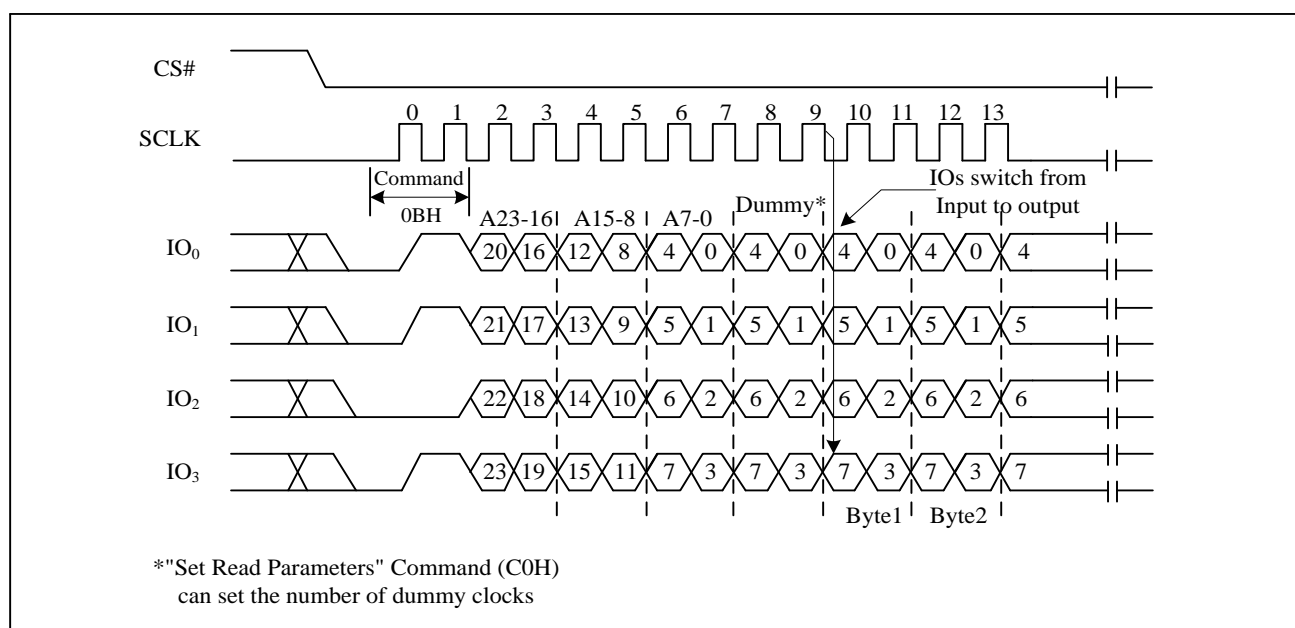 CS#
0 1 2 3 4 5 6 7 8 9 10 11 12 13
SCLK
Command
IOs switch from
Input to output
0BH
A23-16 A15-8 A7-0 Dummy*
IO0 20 16 12 8 4 0 4 0 4 0 4 0 4
IO1 21 17 13 9 5 1 5 1 5 1 5 1 5
IO2 22 18 14 10 6 2 6 2 6 2 6 2 6
IO3 23 19 15 11 7 3 7 3 7 3 7 3 7
Byte1 Byte2
*"Set Read Parameters" Command (C0H)
can set the number of dummy clocks